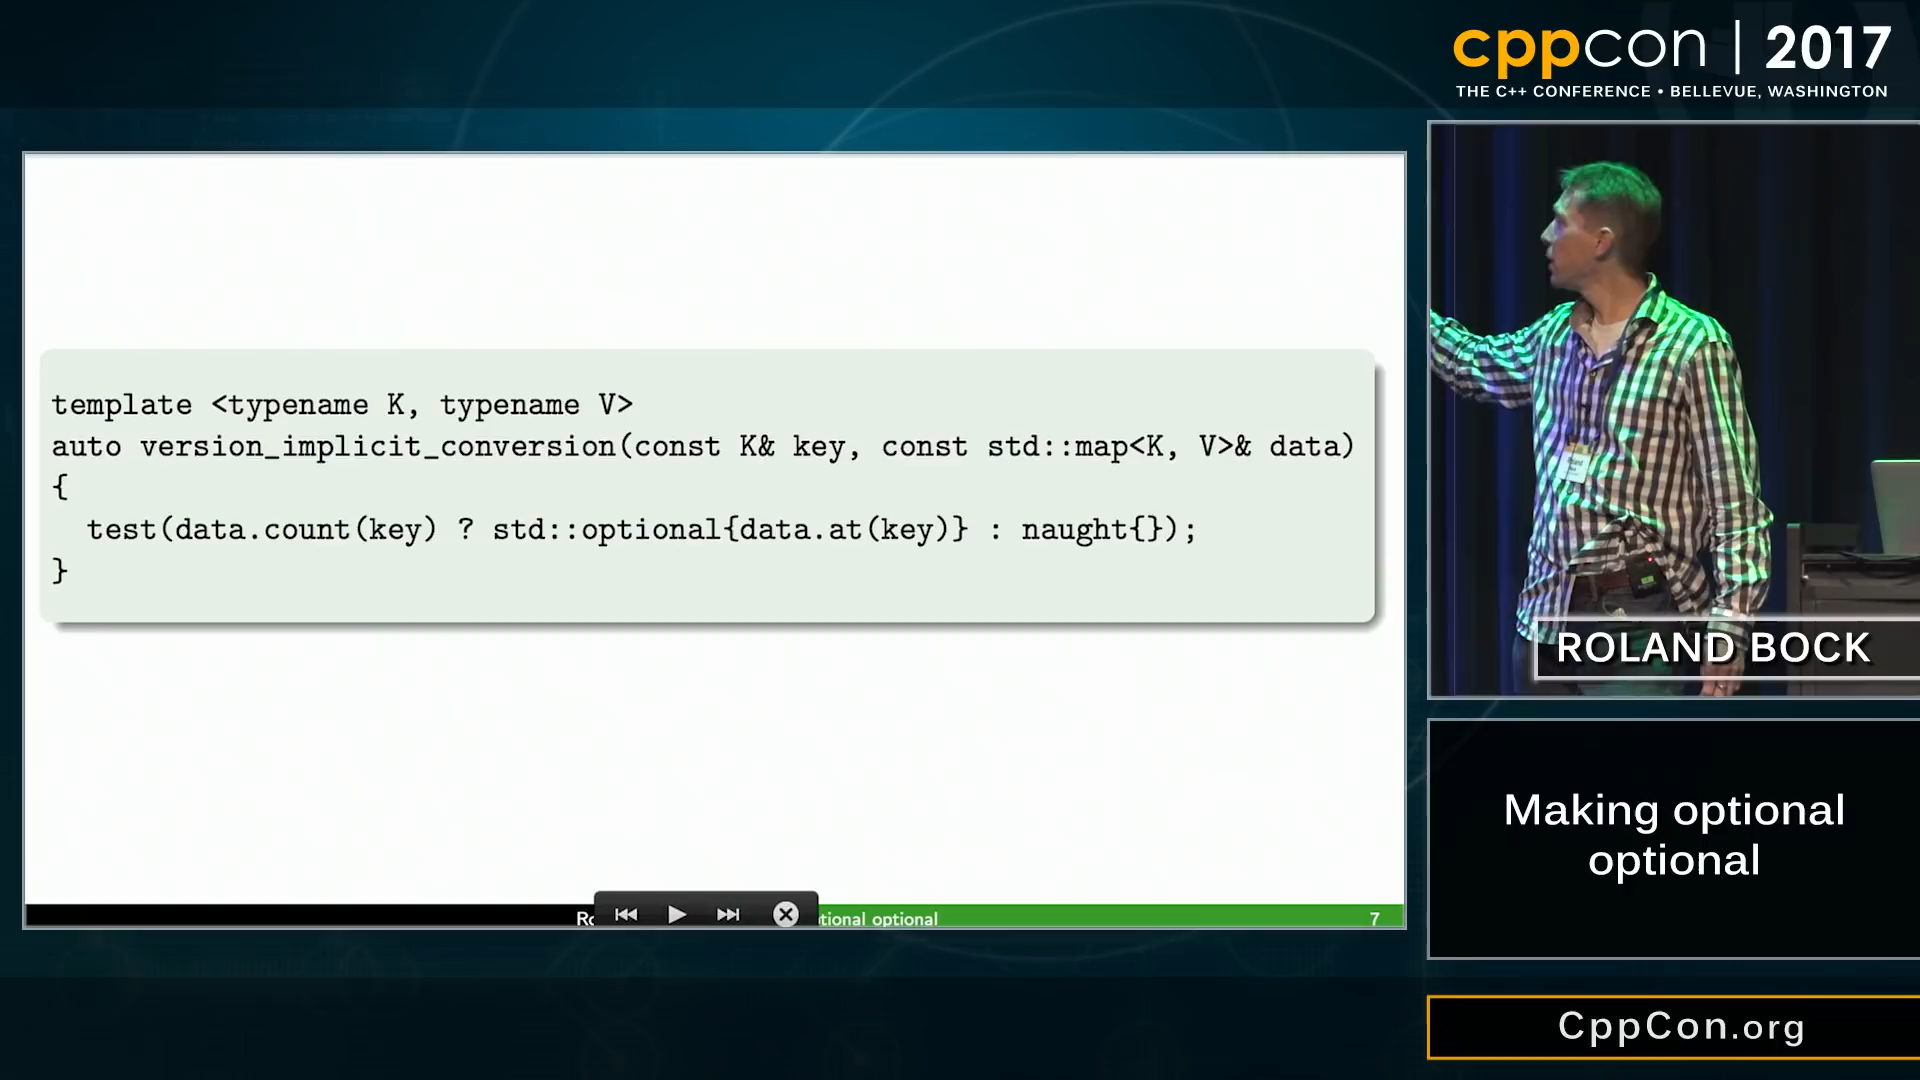 cppcon | 2017
THE C++ CONFERENCE • BELLEVUE, WASHINGTON
template <typename K, typename V>
auto version_implicit_conversion(const K& key, const std::map<K, V>& data)
{
  test(data.count(key) ? std::optional{data.at(key)} : naught{});
}
tional optional
7
ROLAND BOCK
Making optional
optional
CppCon.org